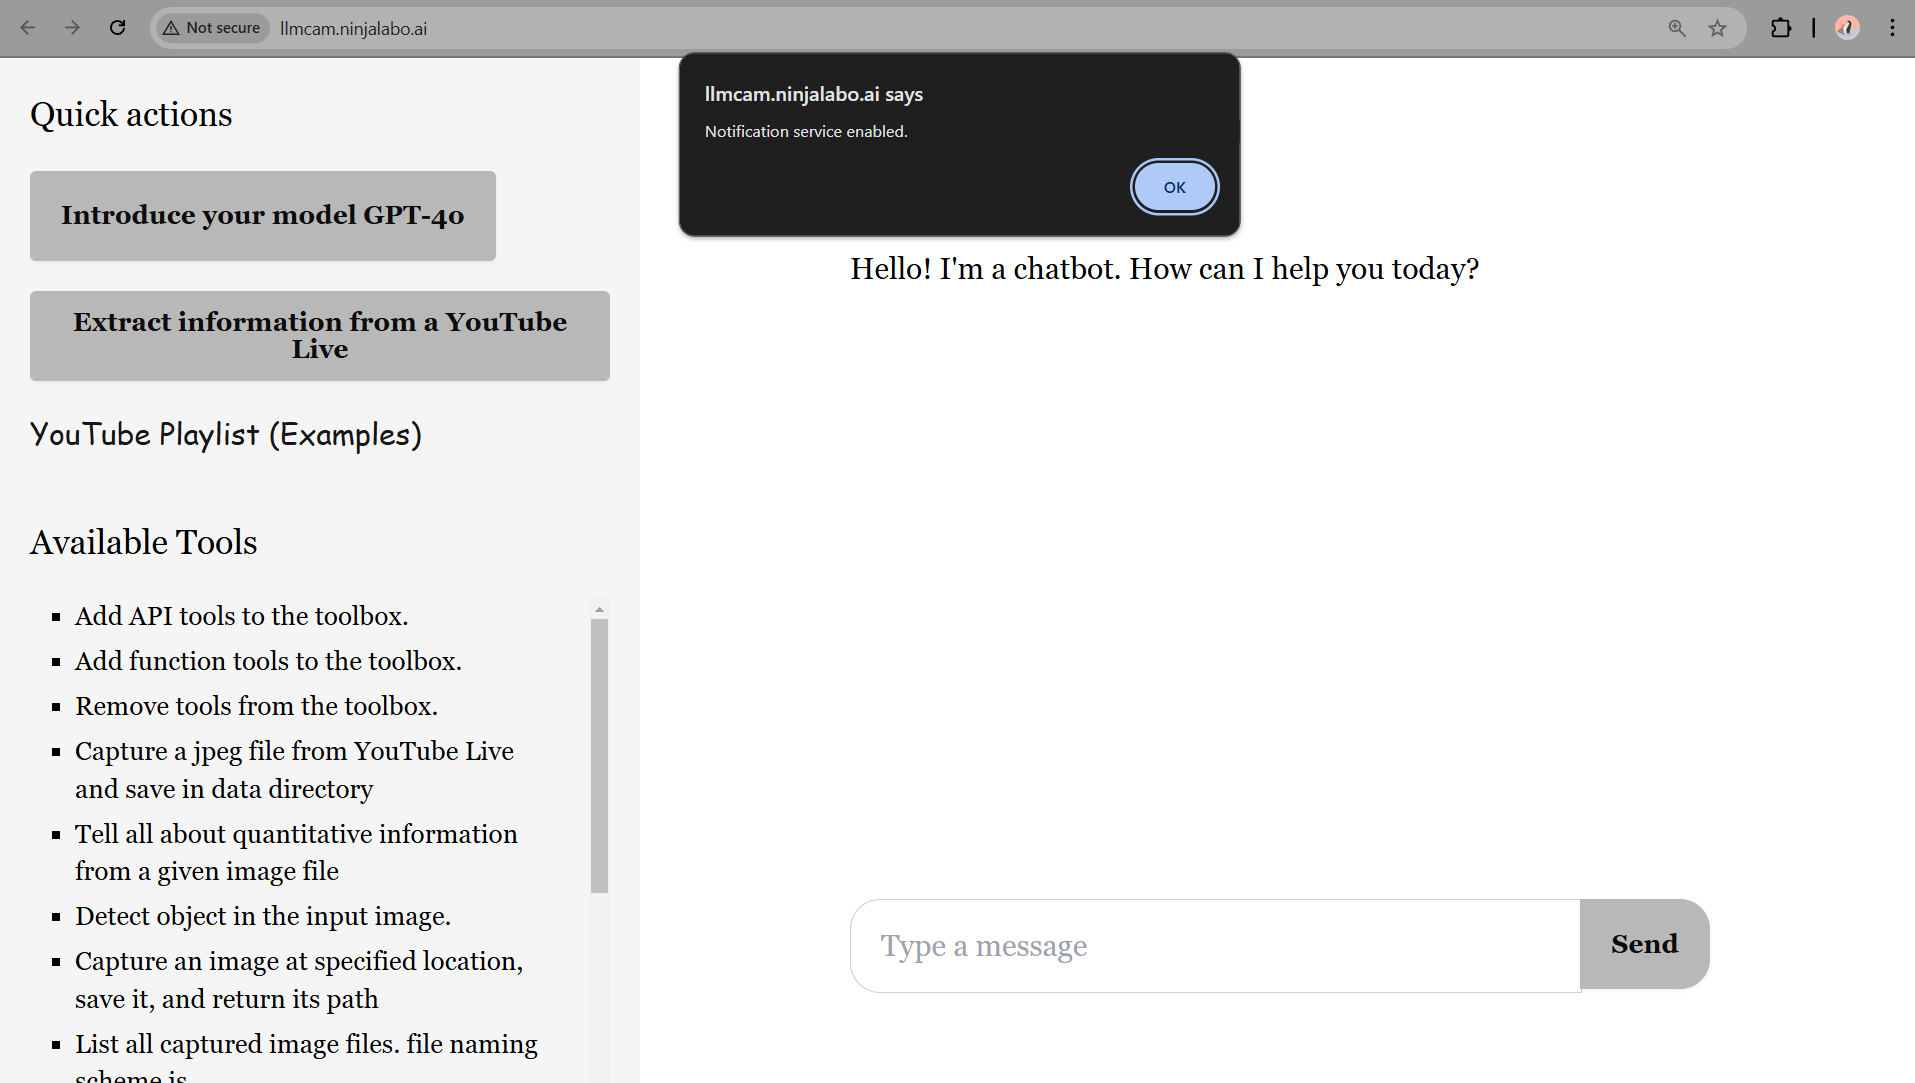 Not secure
llmcam.ninjalabo.ai
llmcam.ninjalabo.ai says
Notification service enabled.
OK
Quick actions
Introduce your model GPT-4o
Extract information from a YouTube
Live
YouTube Playlist (Examples)
Available Tools
Add API tools to the toolbox.
Add function tools to the toolbox.
Remove tools from the toolbox.
Capture a jpeg file from YouTube Live
and save in data directory
Tell all about quantitative information
from a given image file
Detect object in the input image.
Capture an image at specified location,
save it, and return its path
List all captured image files. file naming
scheme is
Hello! I'm a chatbot. How can I help you today?
Type a message
Send